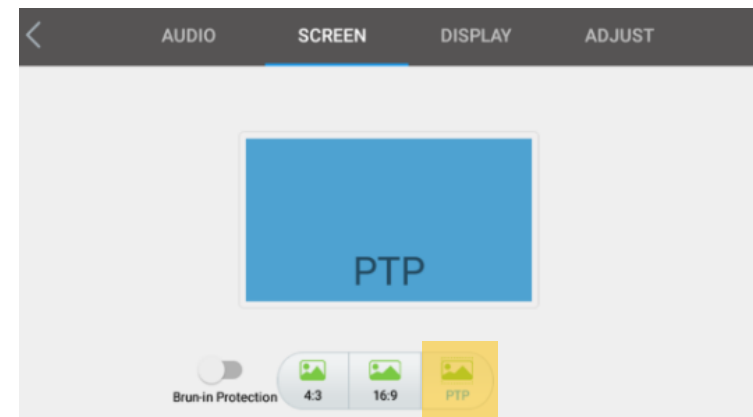 AUDIO SCREEN DISPLAY ADJUST
PTP
Brun-in Protection 4:3 16:9 PTP